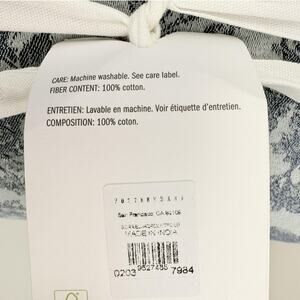 CARE: Machine washable. See care label.
FIBER CONTENT: 100% cotton.
ENTRETIEN: Lavable en machine. Voir étiquette d'entretien.
COMPOSITION: 100% coton.
POTTERY BARN
San Francisco CA 94109
MADE IN INDIA
9527455
0203 7984